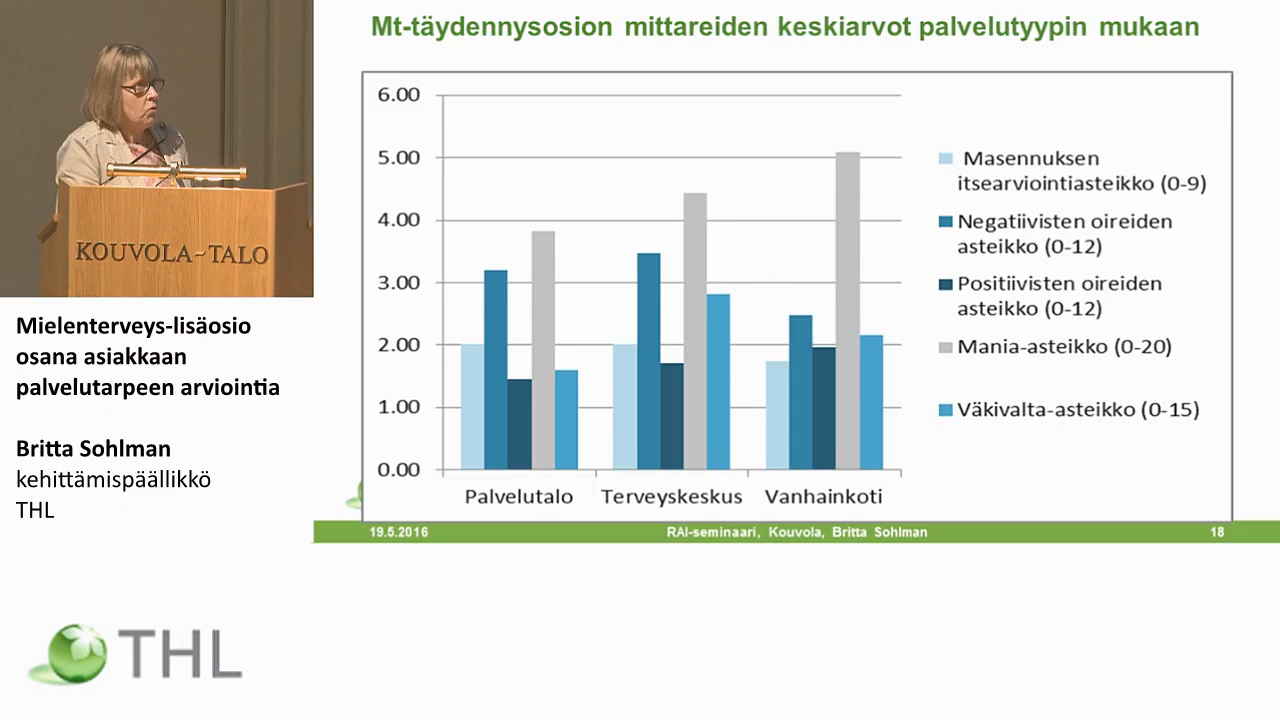 Mt-täydennysosion mittareiden keskiarvot palvelutyypin mukaan
6.00
5.00
4.00
3.00
2.00
1.00
0.00
Palvelutalo
Terveyskeskus
Vanhainkoti
Masennuksen
itsearviointiasteikko (0-9)
Negatiivisten oireiden
asteikko (0-12)
Positiivisten oireiden
asteikko (0-12)
Mania-asteikko (0-20)
Väkivalta-asteikko (0-15)
19.5.2016
RAI-seminaari, Kouvola, Britta Sohlman
18
KOUVOLA-TALO
Mielenterveys-lisäosio
osana asiakkaan
palvelutarpeen arviointia
Britta Sohlman
kehittämispäällikkö
THL
THL